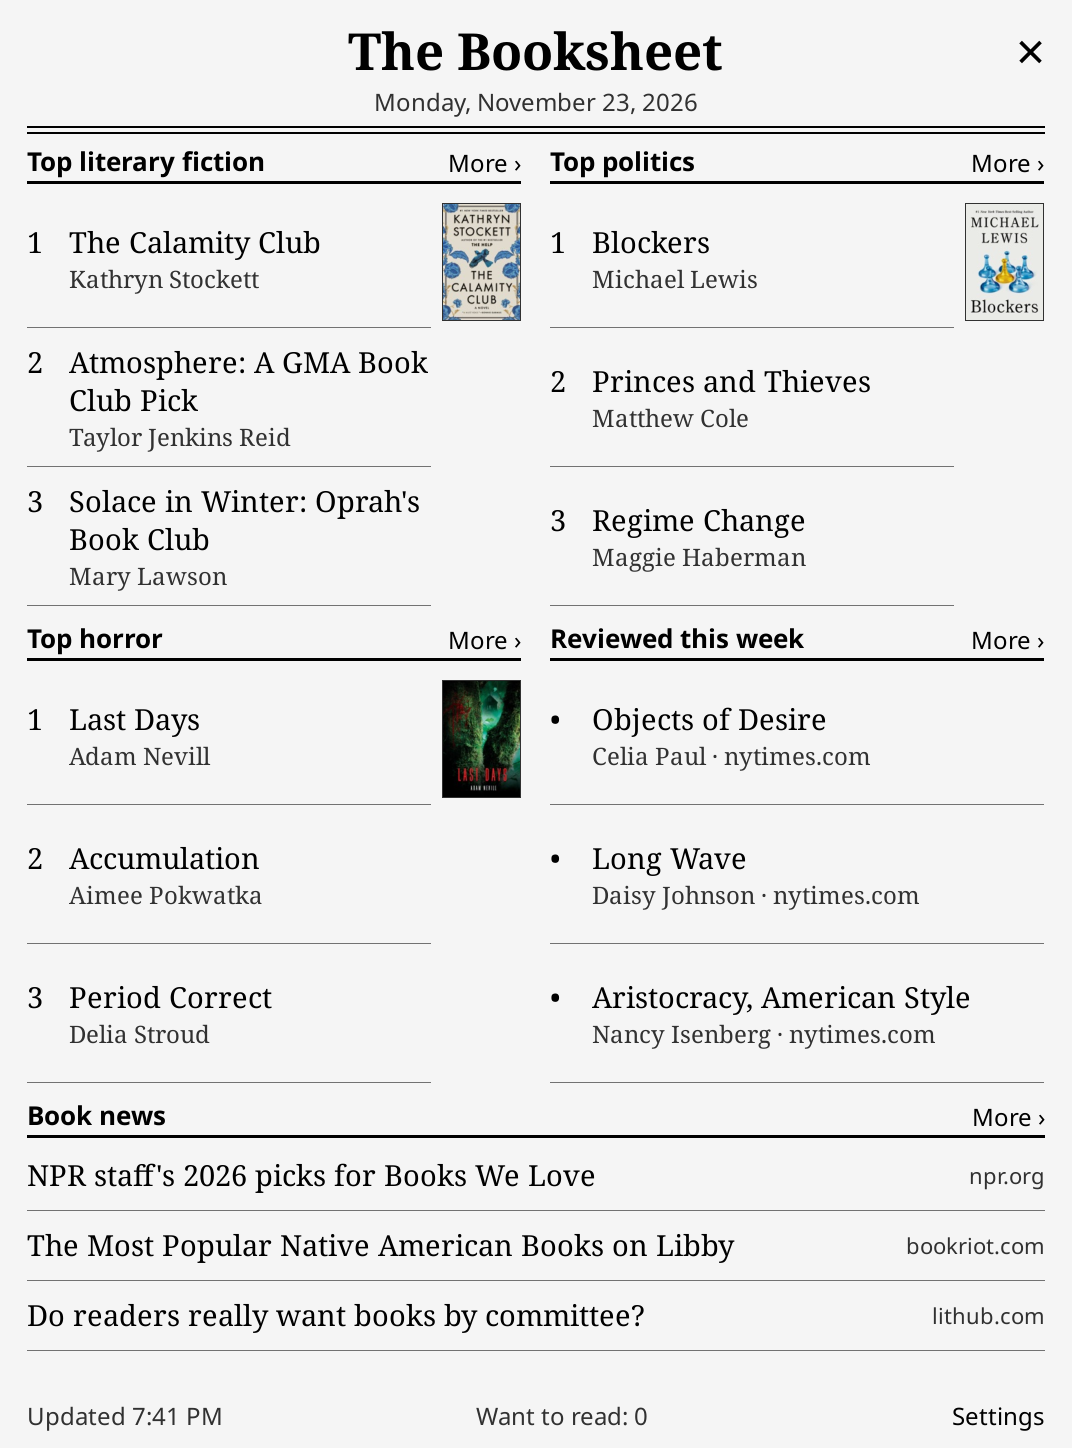 The Booksheet
×
Monday, November 23, 2026
Top literary fiction More ›
1 The Calamity Club
Kathryn Stockett
KATHRYN
STOCKETT
THE HELP
THE
CALAMITY
CLUB
A NOVEL
2 Atmosphere: A GMA Book
Club Pick
Taylor Jenkins Reid
3 Solace in Winter: Oprah's
Book Club
Mary Lawson
Top politics More ›
1 Blockers
Michael Lewis
MICHAEL
LEWIS
Blockers
2 Princes and Thieves
Matthew Cole
3 Regime Change
Maggie Haberman
Top horror More ›
1 Last Days
Adam Nevill
LAST DAYS
ADAM NEVILL
2 Accumulation
Aimee Pokwatka
3 Period Correct
Delia Stroud
Reviewed this week More ›
• Objects of Desire
Celia Paul · nytimes.com
• Long Wave
Daisy Johnson · nytimes.com
• Aristocracy, American Style
Nancy Isenberg · nytimes.com
Book news More ›
NPR staff's 2026 picks for Books We Love npr.org
The Most Popular Native American Books on Libby bookriot.com
Do readers really want books by committee? lithub.com
Updated 7:41 PM Want to read: 0 Settings